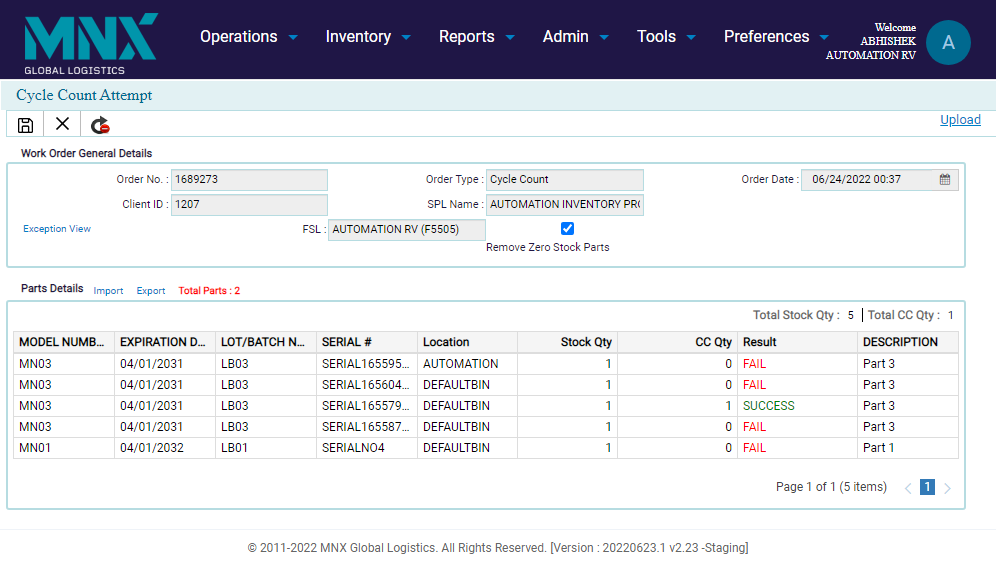 MNX
GLOBAL LOGISTICS
Operations Inventory Reports Admin Tools Preferences
Welcome
ABHISHEK
AUTOMATION RV
A
Cycle Count Attempt
Upload
Work Order General Details
Order No. : 1689273 Order Type : Cycle Count Order Date : 06/24/2022 00:37
Client ID : 1207 SPL Name : AUTOMATION INVENTORY PR
Exception View FSL : AUTOMATION RV (F5505)
Remove Zero Stock Parts
Parts Details Import Export Total Parts : 2
Total Stock Qty : 5 Total CC Qty : 1
MODEL NUMB... EXPIRATION D... LOT/BATCH N... SERIAL # Location Stock Qty CC Qty Result DESCRIPTION
MN03 04/01/2031 LB03 SERIAL165595... AUTOMATION 1 0 FAIL Part 3
MN03 04/01/2031 LB03 SERIAL165604... DEFAULTBIN 1 0 FAIL Part 3
MN03 04/01/2031 LB03 SERIAL165579... DEFAULTBIN 1 1 SUCCESS Part 3
MN03 04/01/2031 LB03 SERIAL165587... DEFAULTBIN 1 0 FAIL Part 3
MN01 04/01/2032 LB01 SERIALNO4 DEFAULTBIN 1 0 FAIL Part 1
Page 1 of 1 (5 items) 1
© 2011-2022 MNX Global Logistics. All Rights Reserved. [Version : 20220623.1 v2.23 -Staging]